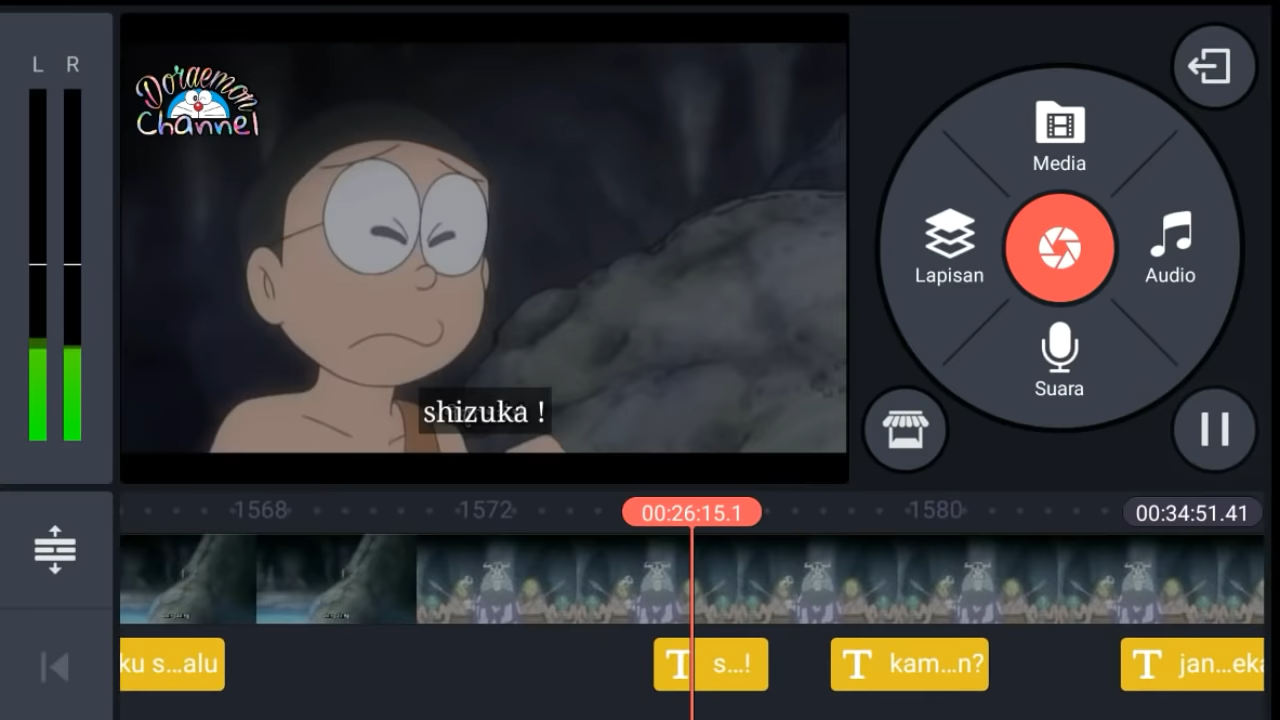 L R
Doraemon
Channel
shizuka !
Media
Lapisan
Audio
Suara
1568
1572
00:26:15.1
1580
00:34:51.41
ku s...alu
T s...!
T kam...n?
T jan...eka